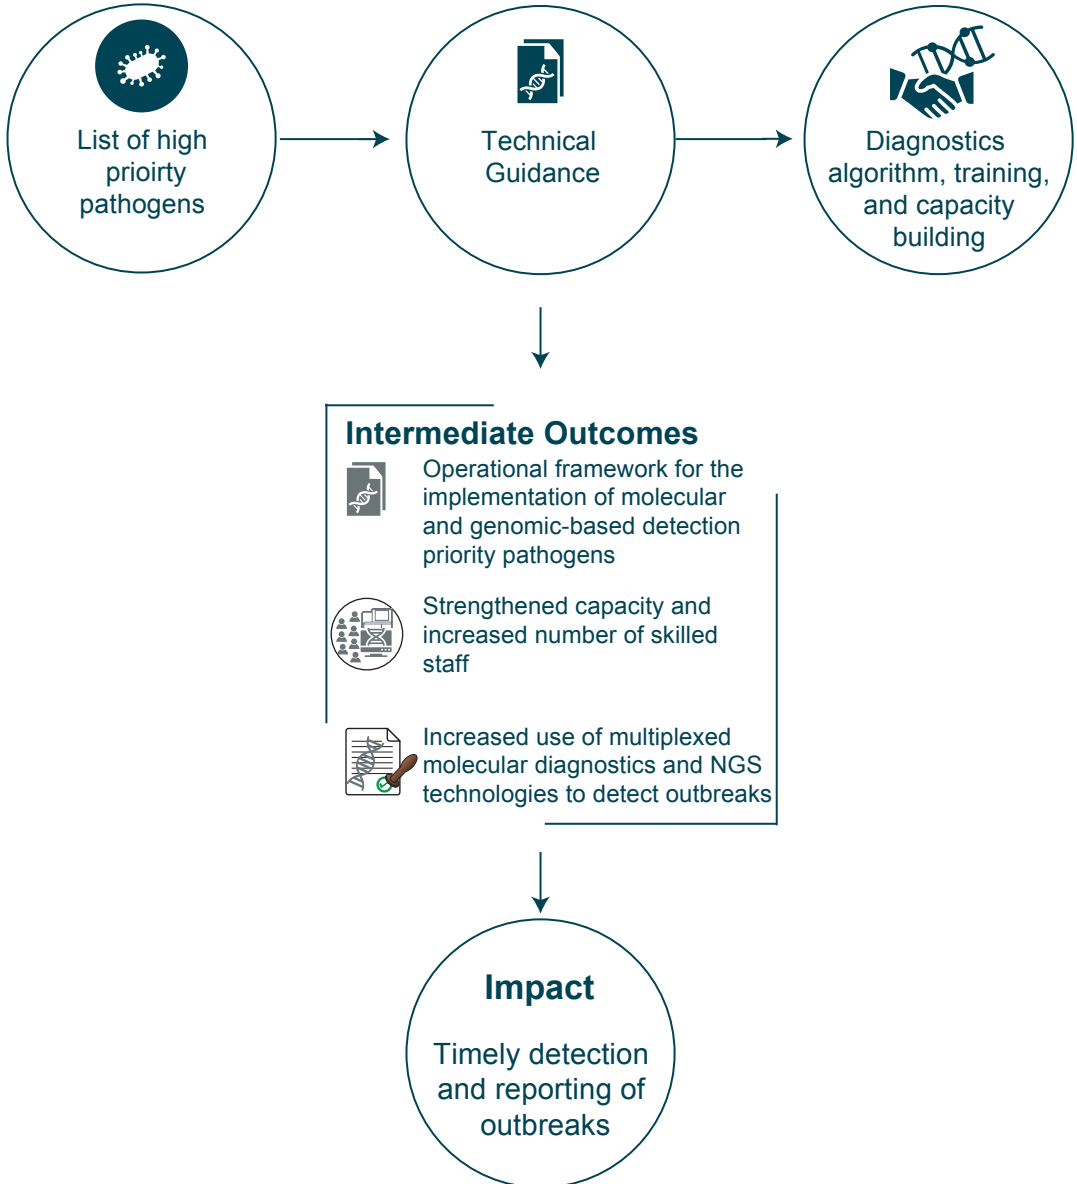 List of high
prioirty
pathogens
Technical
Guidance
Diagnostics
algorithm, training,
and capacity
building
Intermediate Outcomes
Operational framework for the
implementation of molecular
and genomic-based detection
priority pathogens
Strengthened capacity and
increased number of skilled
staff
Increased use of multiplexed
molecular diagnostics and NGS
technologies to detect outbreaks
Impact
Timely detection
and reporting of
outbreaks